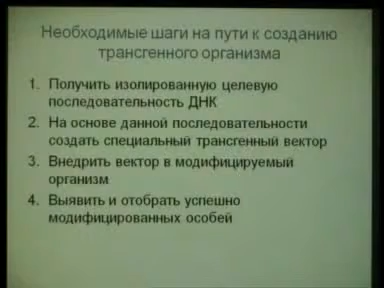 Необходимые шаги на пути к созданию
трансгенного организма
1. Получить изолированную целевую
последовательность ДНК
2. На основе данной последовательности
создать специальный трансгенный вектор
3. Внедрить вектор в модифицируемый
организм
4. Выявить и отобрать успешно
модифицированных особей